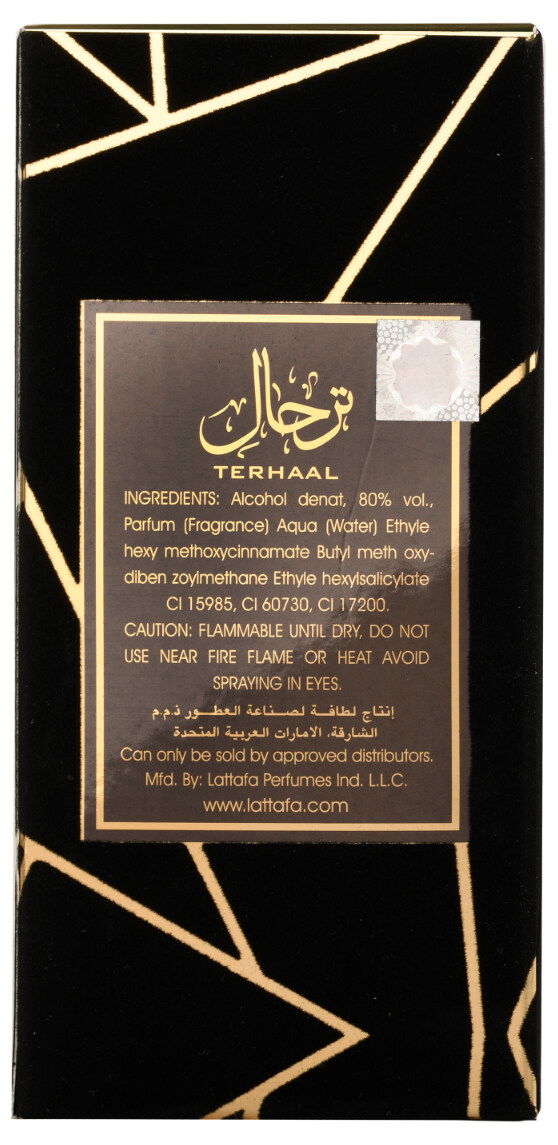 ترحال
TERHAAL
INGREDIENTS: Alcohol denat, 80% vol.,
Parfum (Fragrance) Aqua (Water) Ethyle
hexy methoxycinnamate Butyl meth oxy-
diben zoylmethane Ethyle hexylsalicylate
CI 15985, CI 60730, CI 17200.
CAUTION: FLAMMABLE UNTIL DRY, DO NOT
USE NEAR FIRE FLAME OR HEAT AVOID
SPRAYING IN EYES.
إنتاج لطافة لصناعة العطور ذ.م.م
الشارقة، الامارات العربية المتحدة
Can only be sold by approved distributors.
Mfd. By: Lattafa Perfumes Ind. L.L.C.
www.lattafa.com